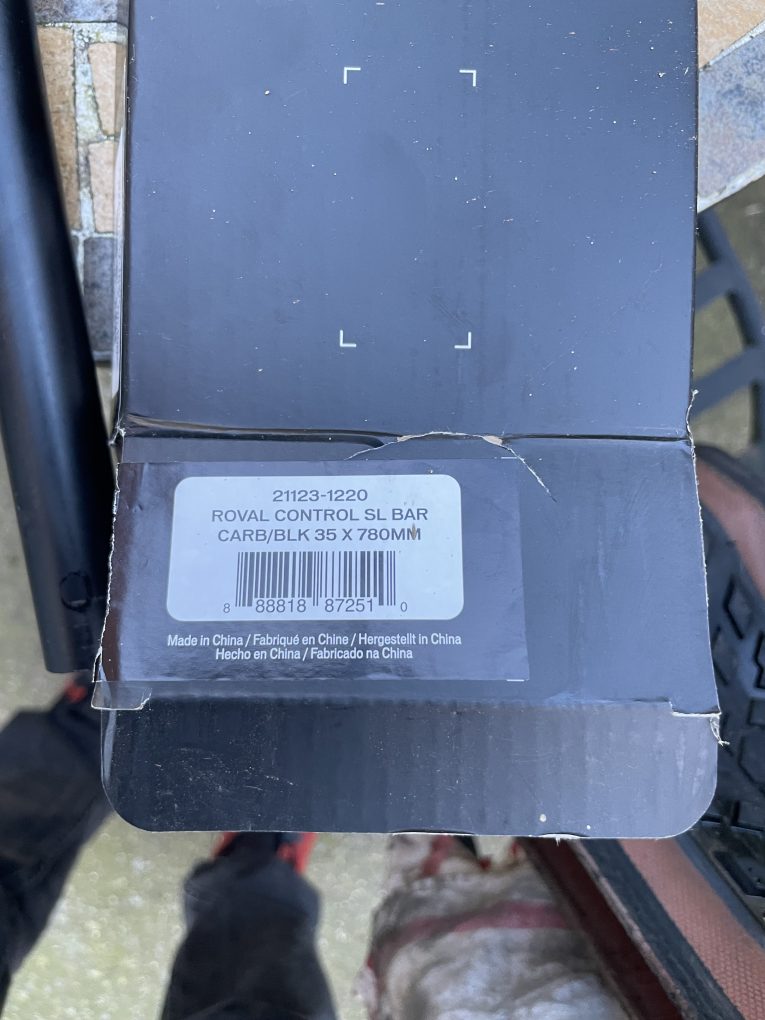 21123-1220
ROVAL CONTROL SL BAR
CARB/BLK 35 X 780MM
8 88818 87251 0
Made in China / Fabriqué en Chine / Hergestellt in China
Hecho en China / Fabricado na China